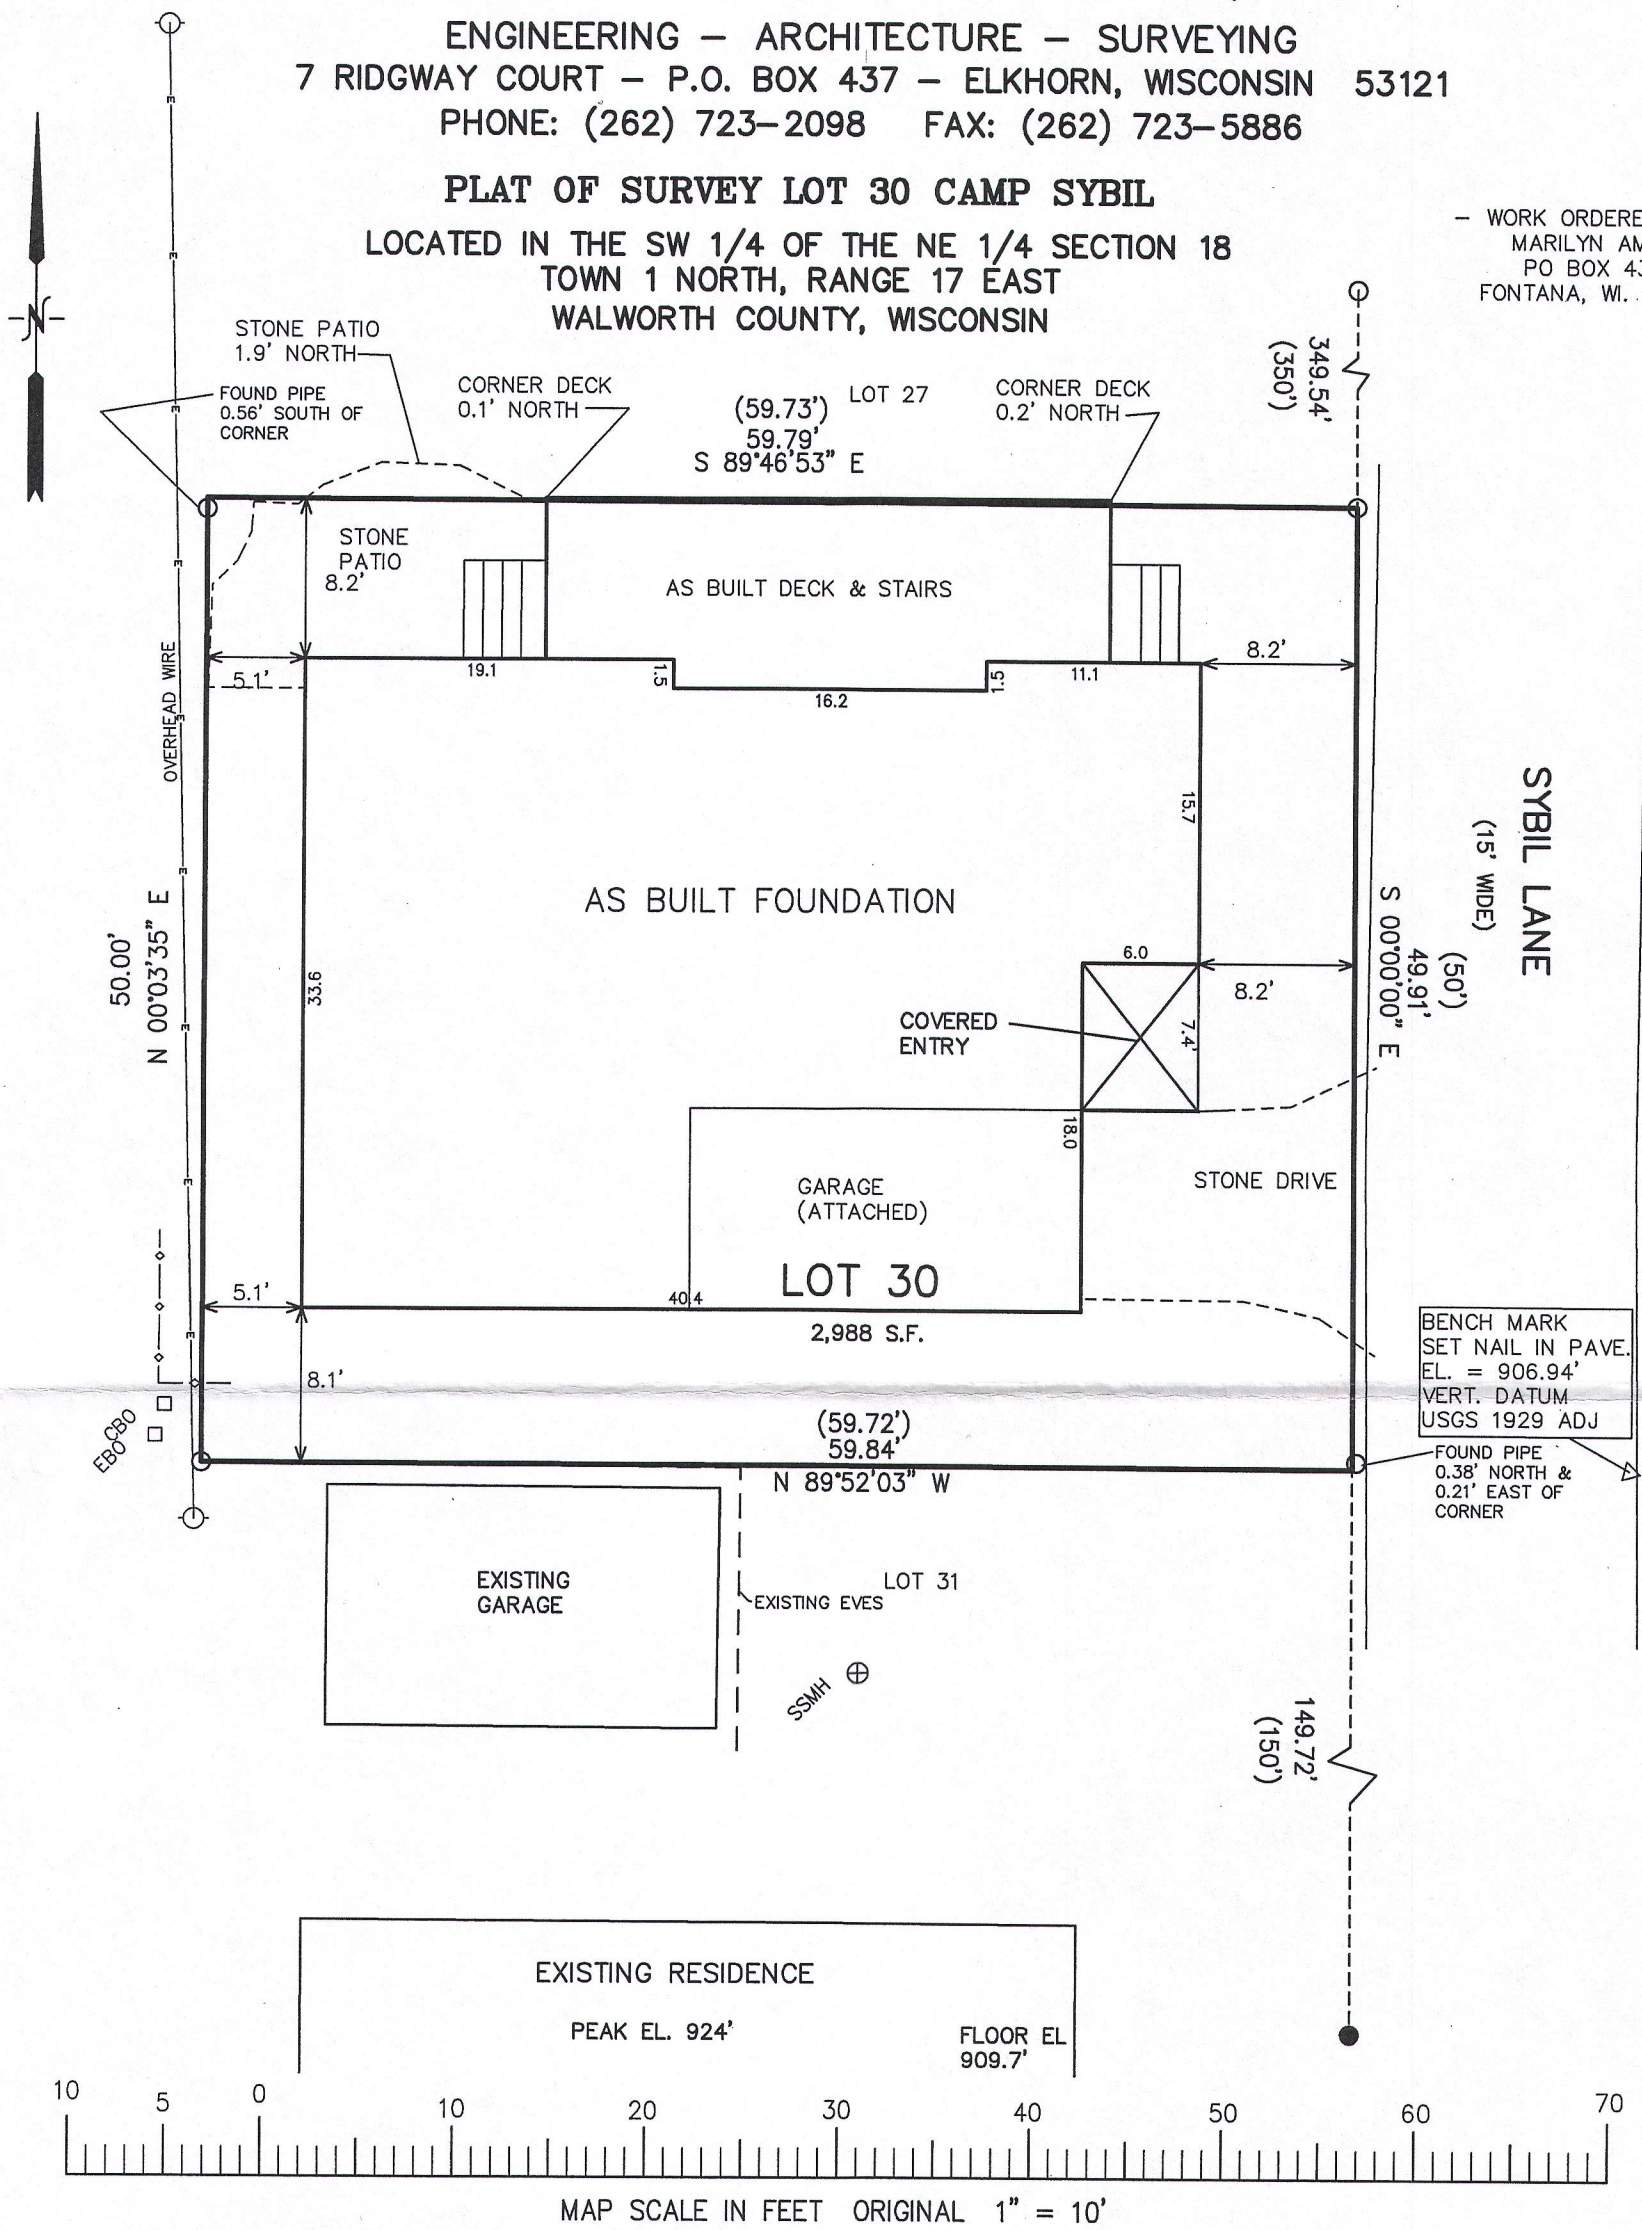 ENGINEERING – ARCHITECTURE – SURVEYING
7 RIDGWAY COURT – P.O. BOX 437 – ELKHORN, WISCONSIN 53121
PHONE: (262) 723–2098 FAX: (262) 723–5886
PLAT OF SURVEY LOT 30 CAMP SYBIL
LOCATED IN THE SW 1/4 OF THE NE 1/4 SECTION 18
TOWN 1 NORTH, RANGE 17 EAST
WALWORTH COUNTY, WISCONSIN
– WORK ORDERE
MARILYN AM
PO BOX 43
FONTANA, WI.
N
STONE PATIO
1.9' NORTH
FOUND PIPE
0.56' SOUTH OF
CORNER
CORNER DECK
0.1' NORTH
(59.73')
59.79'
S 89°46'53" E
LOT 27
CORNER DECK
0.2' NORTH
349.54'
(350')
STONE
PATIO
8.2'
AS BUILT DECK & STAIRS
5.1'
19.1
1.5
16.2
1.5
11.1
8.2'
OVERHEAD WIRE
15.7
SYBIL LANE
(15' WIDE)
AS BUILT FOUNDATION
50.00'
N 00°03'35" E
33.6
6.0
8.2'
(50')
49.91'
S 00°00'00" E
COVERED
ENTRY
7.4'
18.0
GARAGE
(ATTACHED)
STONE DRIVE
LOT 30
5.1'
40.4
2,988 S.F.
8.1'
BENCH MARK
SET NAIL IN PAVE.
EL. = 906.94'
VERT. DATUM
USGS 1929 ADJ
CBO
EBO
(59.72')
59.84'
N 89°52'03" W
FOUND PIPE
0.38' NORTH &
0.21' EAST OF
CORNER
EXISTING
GARAGE
LOT 31
EXISTING EVES
SSMH
149.72'
(150')
EXISTING RESIDENCE
PEAK EL. 924'
FLOOR EL
909.7'
10 5 0 10 20 30 40 50 60 70
MAP SCALE IN FEET ORIGINAL 1" = 10'